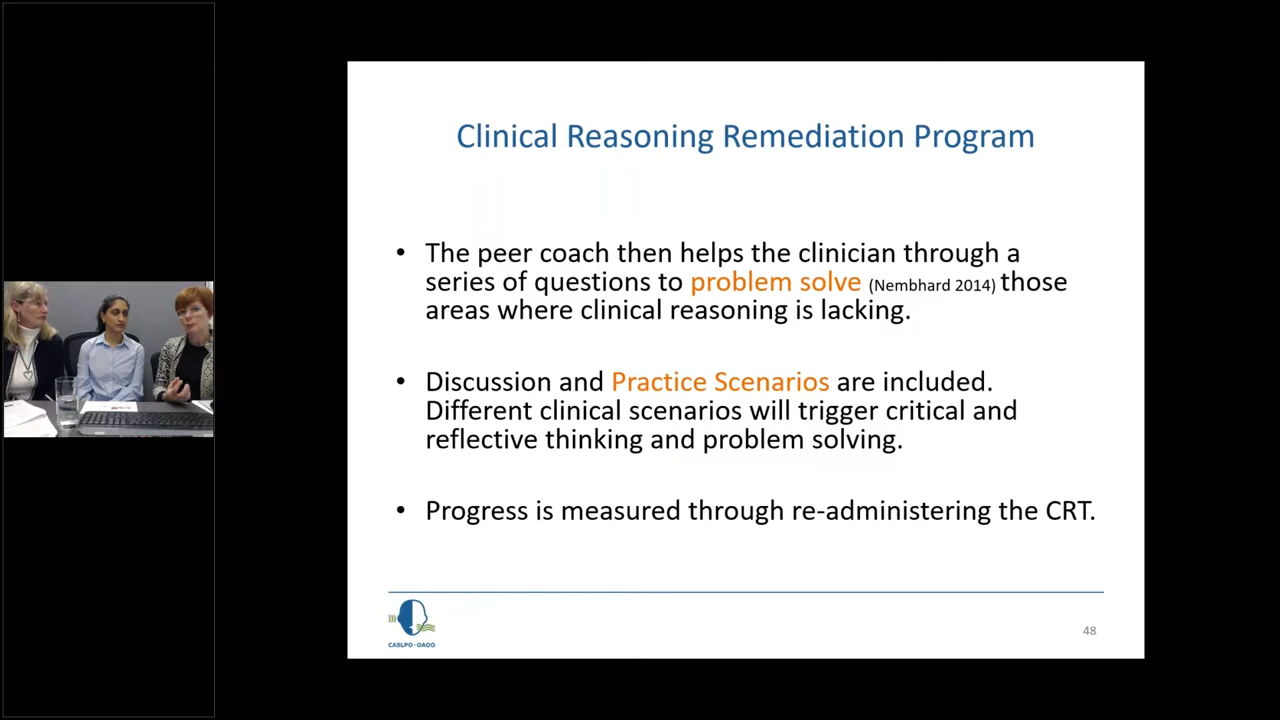 Clinical Reasoning Remediation Program
• The peer coach then helps the clinician through a
series of questions to problem solve (Nembhard 2014) those
areas where clinical reasoning is lacking.
• Discussion and Practice Scenarios are included.
Different clinical scenarios will trigger critical and
reflective thinking and problem solving.
• Progress is measured through re-administering the CRT.
CASLPO•OAOO
48